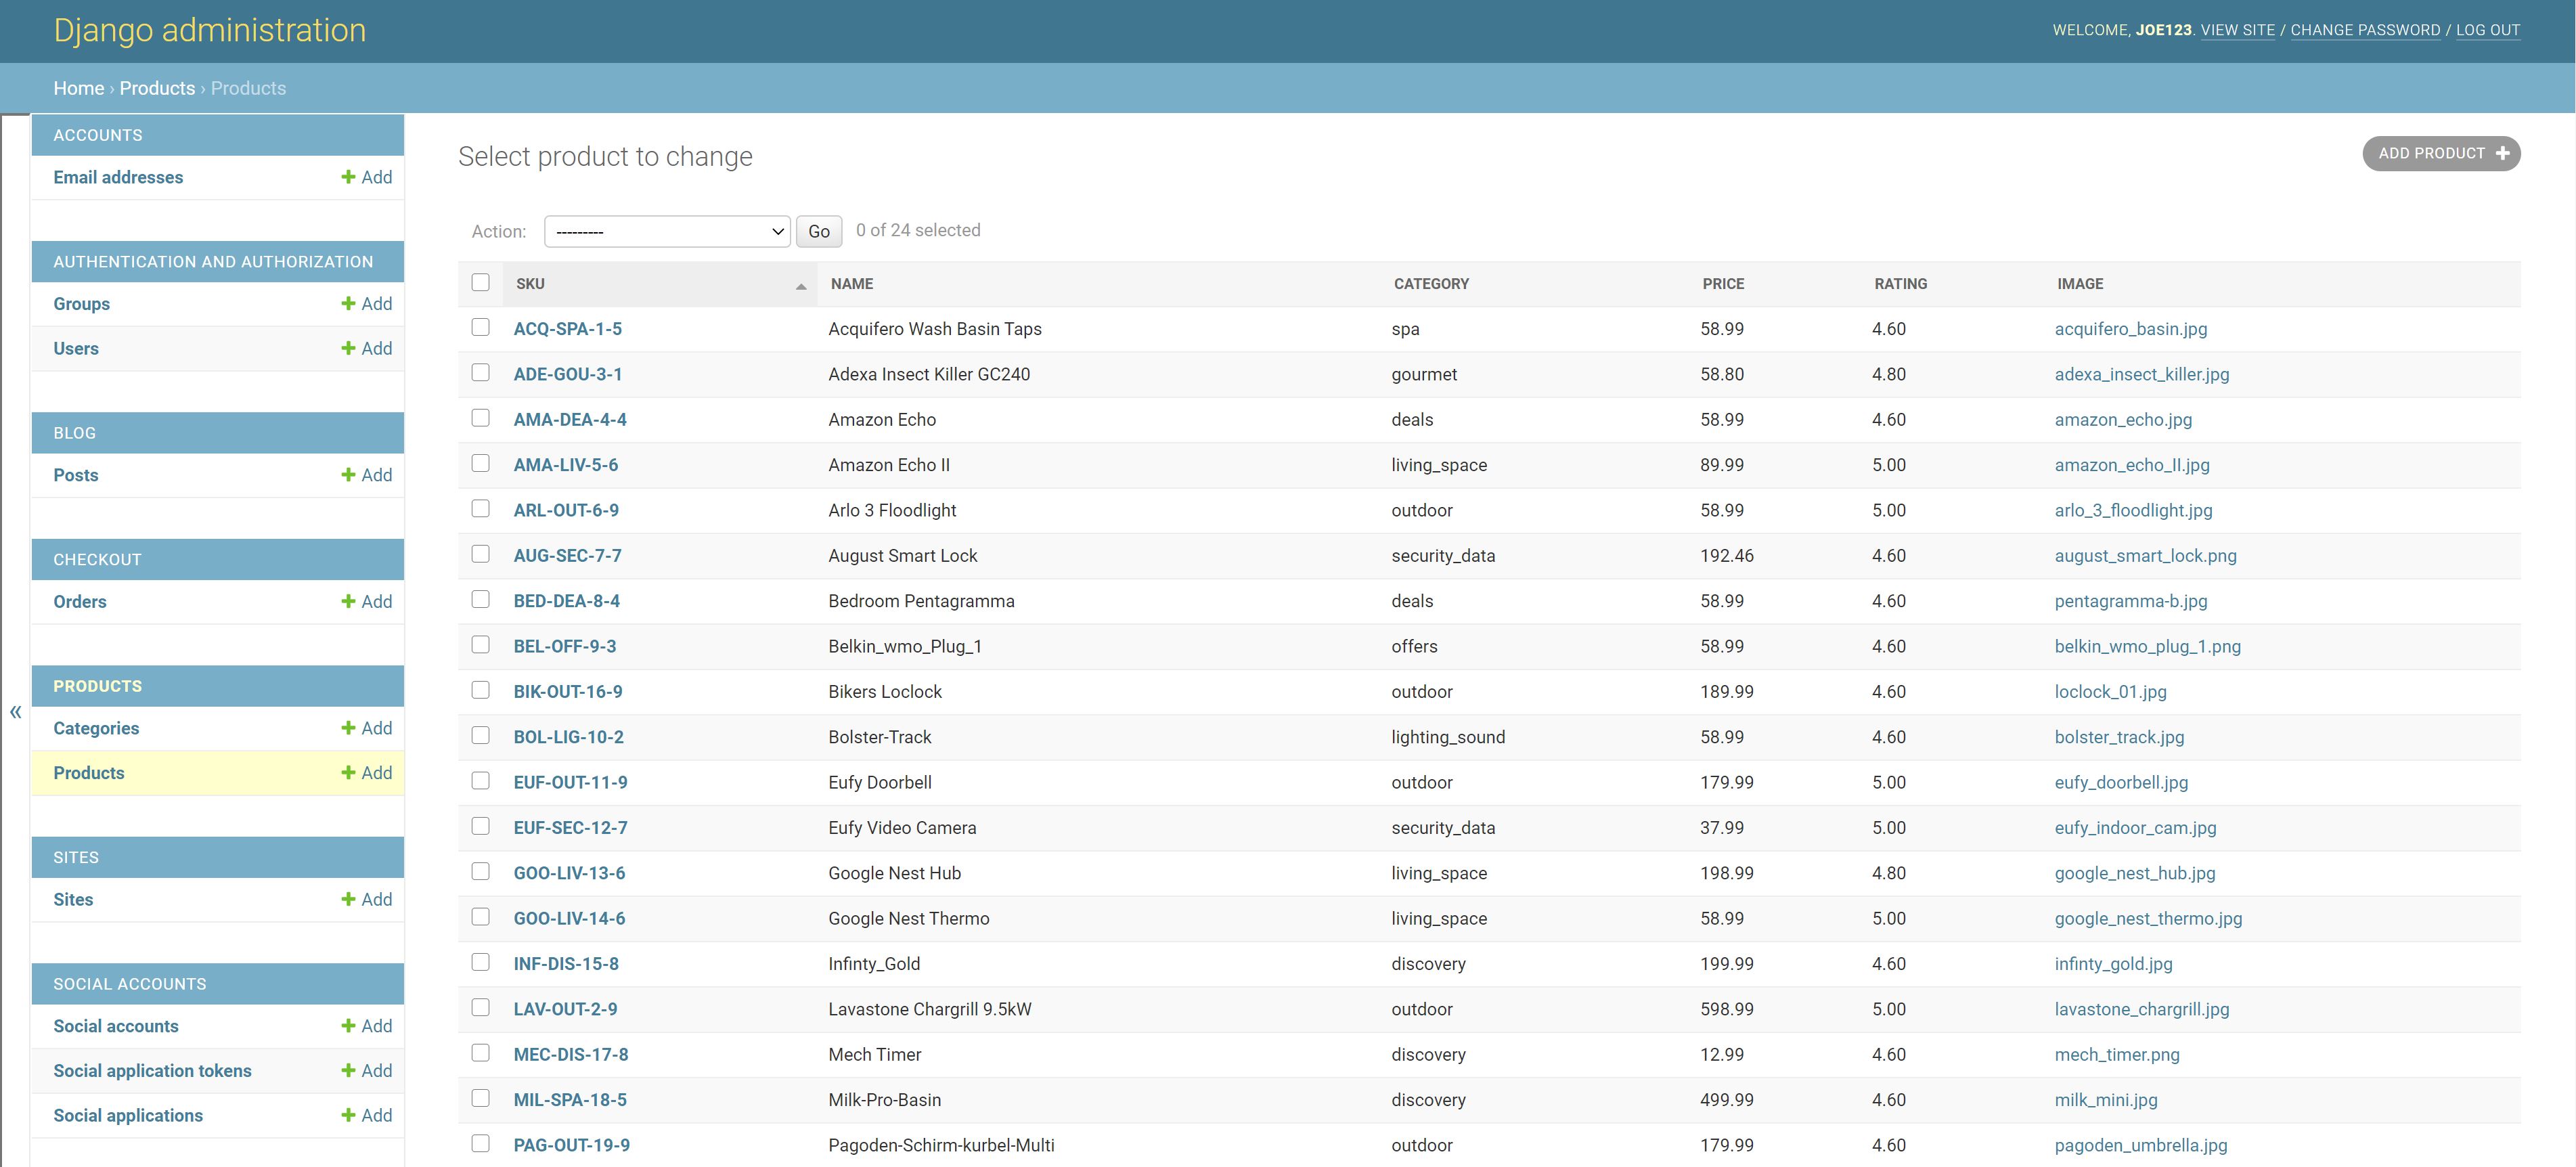 Django administration
WELCOME, JOE123. VIEW SITE / CHANGE PASSWORD / LOG OUT
Home › Products › Products
ACCOUNTS
Email addresses + Add
AUTHENTICATION AND AUTHORIZATION
Groups + Add
Users + Add
BLOG
Posts + Add
CHECKOUT
Orders + Add
PRODUCTS
Categories + Add
Products + Add
SITES
Sites + Add
SOCIAL ACCOUNTS
Social accounts + Add
Social application tokens + Add
Social applications + Add
«
Select product to change
ADD PRODUCT +
Action: --------- Go 0 of 24 selected
SKU NAME CATEGORY PRICE RATING IMAGE
ACQ-SPA-1-5 Acquifero Wash Basin Taps spa 58.99 4.60 acquifero_basin.jpg
ADE-GOU-3-1 Adexa Insect Killer GC240 gourmet 58.80 4.80 adexa_insect_killer.jpg
AMA-DEA-4-4 Amazon Echo deals 58.99 4.60 amazon_echo.jpg
AMA-LIV-5-6 Amazon Echo II living_space 89.99 5.00 amazon_echo_II.jpg
ARL-OUT-6-9 Arlo 3 Floodlight outdoor 58.99 5.00 arlo_3_floodlight.jpg
AUG-SEC-7-7 August Smart Lock security_data 192.46 4.60 august_smart_lock.png
BED-DEA-8-4 Bedroom Pentagramma deals 58.99 4.60 pentagramma-b.jpg
BEL-OFF-9-3 Belkin_wmo_Plug_1 offers 58.99 4.60 belkin_wmo_plug_1.png
BIK-OUT-16-9 Bikers Loclock outdoor 189.99 4.60 loclock_01.jpg
BOL-LIG-10-2 Bolster-Track lighting_sound 58.99 4.60 bolster_track.jpg
EUF-OUT-11-9 Eufy Doorbell outdoor 179.99 5.00 eufy_doorbell.jpg
EUF-SEC-12-7 Eufy Video Camera security_data 37.99 5.00 eufy_indoor_cam.jpg
GOO-LIV-13-6 Google Nest Hub living_space 198.99 4.80 google_nest_hub.jpg
GOO-LIV-14-6 Google Nest Thermo living_space 58.99 5.00 google_nest_thermo.jpg
INF-DIS-15-8 Infinty_Gold discovery 199.99 4.60 infinty_gold.jpg
LAV-OUT-2-9 Lavastone Chargrill 9.5kW outdoor 598.99 5.00 lavastone_chargrill.jpg
MEC-DIS-17-8 Mech Timer discovery 12.99 4.60 mech_timer.png
MIL-SPA-18-5 Milk-Pro-Basin discovery 499.99 4.60 milk_mini.jpg
PAG-OUT-19-9 Pagoden-Schirm-kurbel-Multi outdoor 179.99 4.60 pagoden_umbrella.jpg